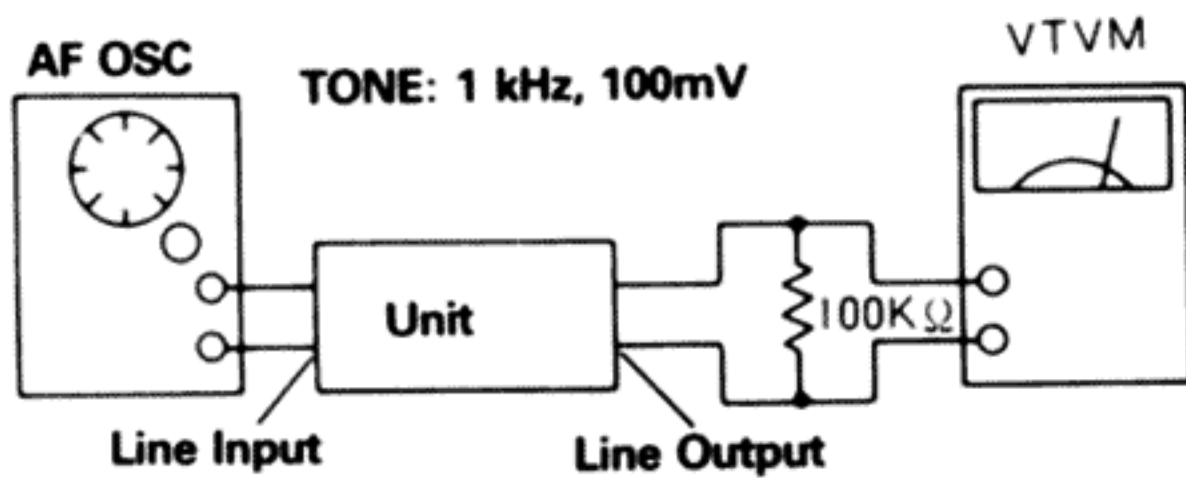 VTVM
AF OSC
TONE: 1 kHz, 100mV
Unit
100KΩ
Line Input
Line Output